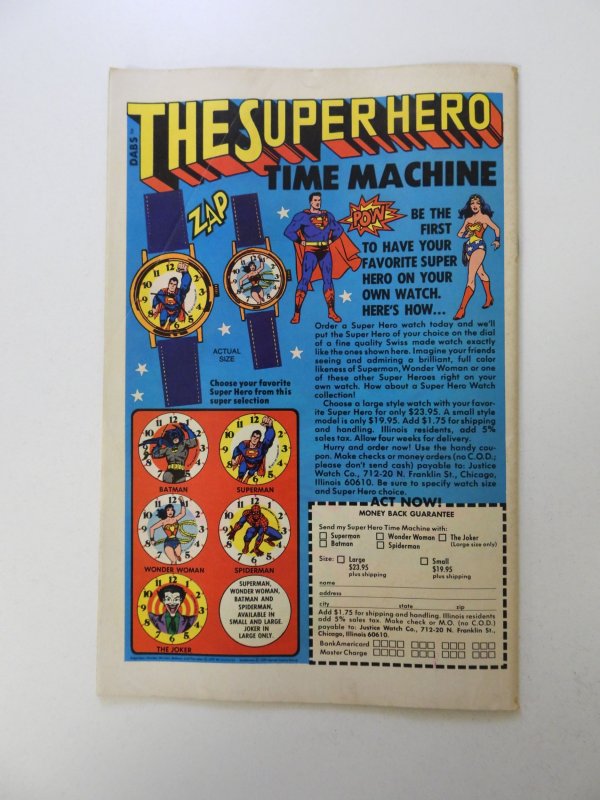 DABS™
THE SUPER HERO
TIME MACHINE
ZAP
POW
BE THE
FIRST
TO HAVE YOUR
FAVORITE SUPER
HERO ON YOUR
OWN WATCH.
HERE'S HOW...
Order a Super Hero watch today and we'll
put the Super Hero of your choice on the dial
of a fine quality Swiss made watch exactly
like the ones shown here. Imagine your friends
seeing and admiring a brilliant, full color
likeness of Superman, Wonder Woman or one
of these other Super Heroes right on your
own watch. How about a Super Hero Watch
collection!
Choose a large style watch with your favor-
ite Super Hero for only $23.95. A small style
model is only $19.95. Add $1.75 for shipping
and handling. Illinois residents, add 5%
sales tax. Allow four weeks for delivery.
Hurry and order now! Use the handy cou-
pon. Make checks or money orders (no C.O.D.;
please don't send cash) payable to: Justice
Watch Co., 712-20 N. Franklin St., Chicago,
Illinois 60610. Be sure to specify watch size
and Super Hero choice.
ACT NOW!
ACTUAL
SIZE
Choose your favorite
Super Hero from this
super selection
BATMAN
SUPERMAN
WONDER WOMAN
SPIDERMAN
THE JOKER
SUPERMAN,
WONDER WOMAN,
BATMAN AND
SPIDERMAN,
AVAILABLE IN
SMALL AND LARGE.
JOKER IN
LARGE ONLY.
MONEY BACK GUARANTEE
Send my Super Hero Time Machine with:
Superman Wonder Woman The Joker
Batman Spiderman (Large size only)
Size: Large Small
$23.95 $19.95
plus shipping plus shipping
name
address
city state zip
Add $1.75 for shipping and handling. Illinois residents
add 5% sales tax. Make check or M.O. (no C.O.D.)
payable to: Justice Watch Co., 712-20 N. Franklin St.,
Chicago, Illinois 60610.
BankAmericard
Master Charge